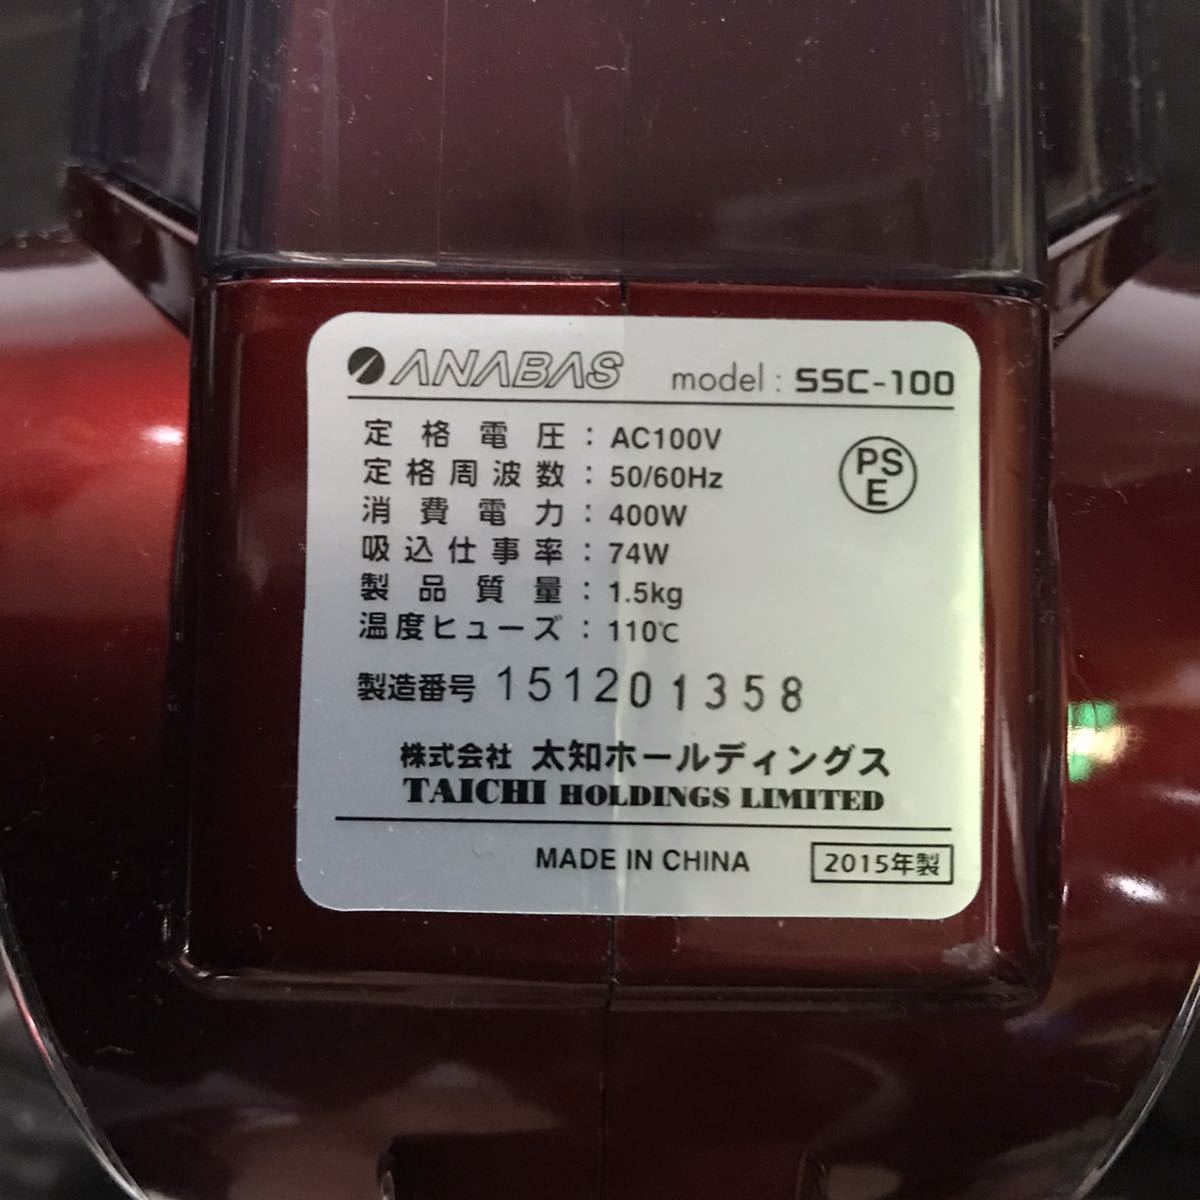 ANABAS model : SSC-100
定格電圧 : AC100V
PS
E
定格周波数 : 50/60Hz
消費電力 : 400W
吸込仕事率 : 74W
製品質量 : 1.5kg
温度ヒューズ : 110℃
製造番号 151201358
株式会社 太知ホールディングス
TAICHI HOLDINGS LIMITED
MADE IN CHINA 2015年製